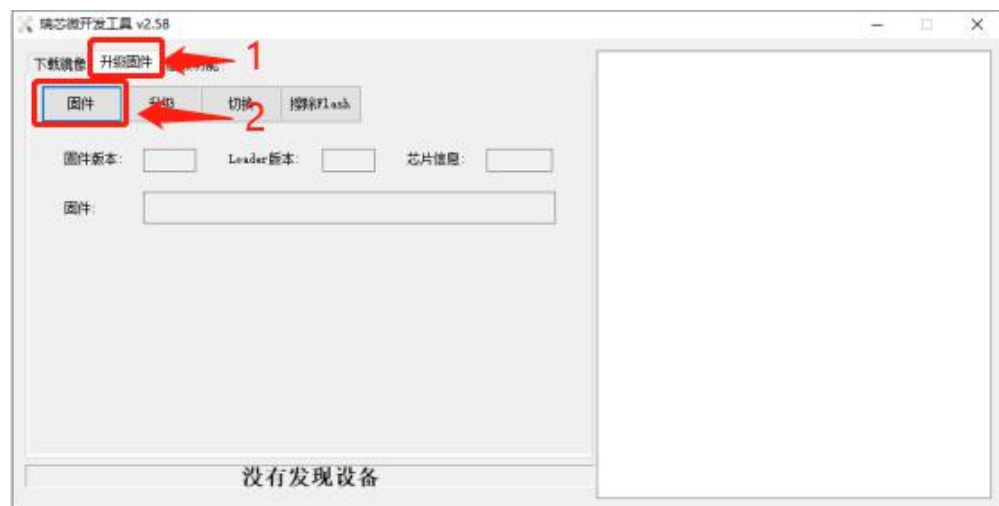 瑞芯微开发工具 v2.58
下载镜像 升级固件 1
固件 升级 切换 擦除Flash
2
固件版本: Loader版本: 芯片信息:
固件:
没有发现设备